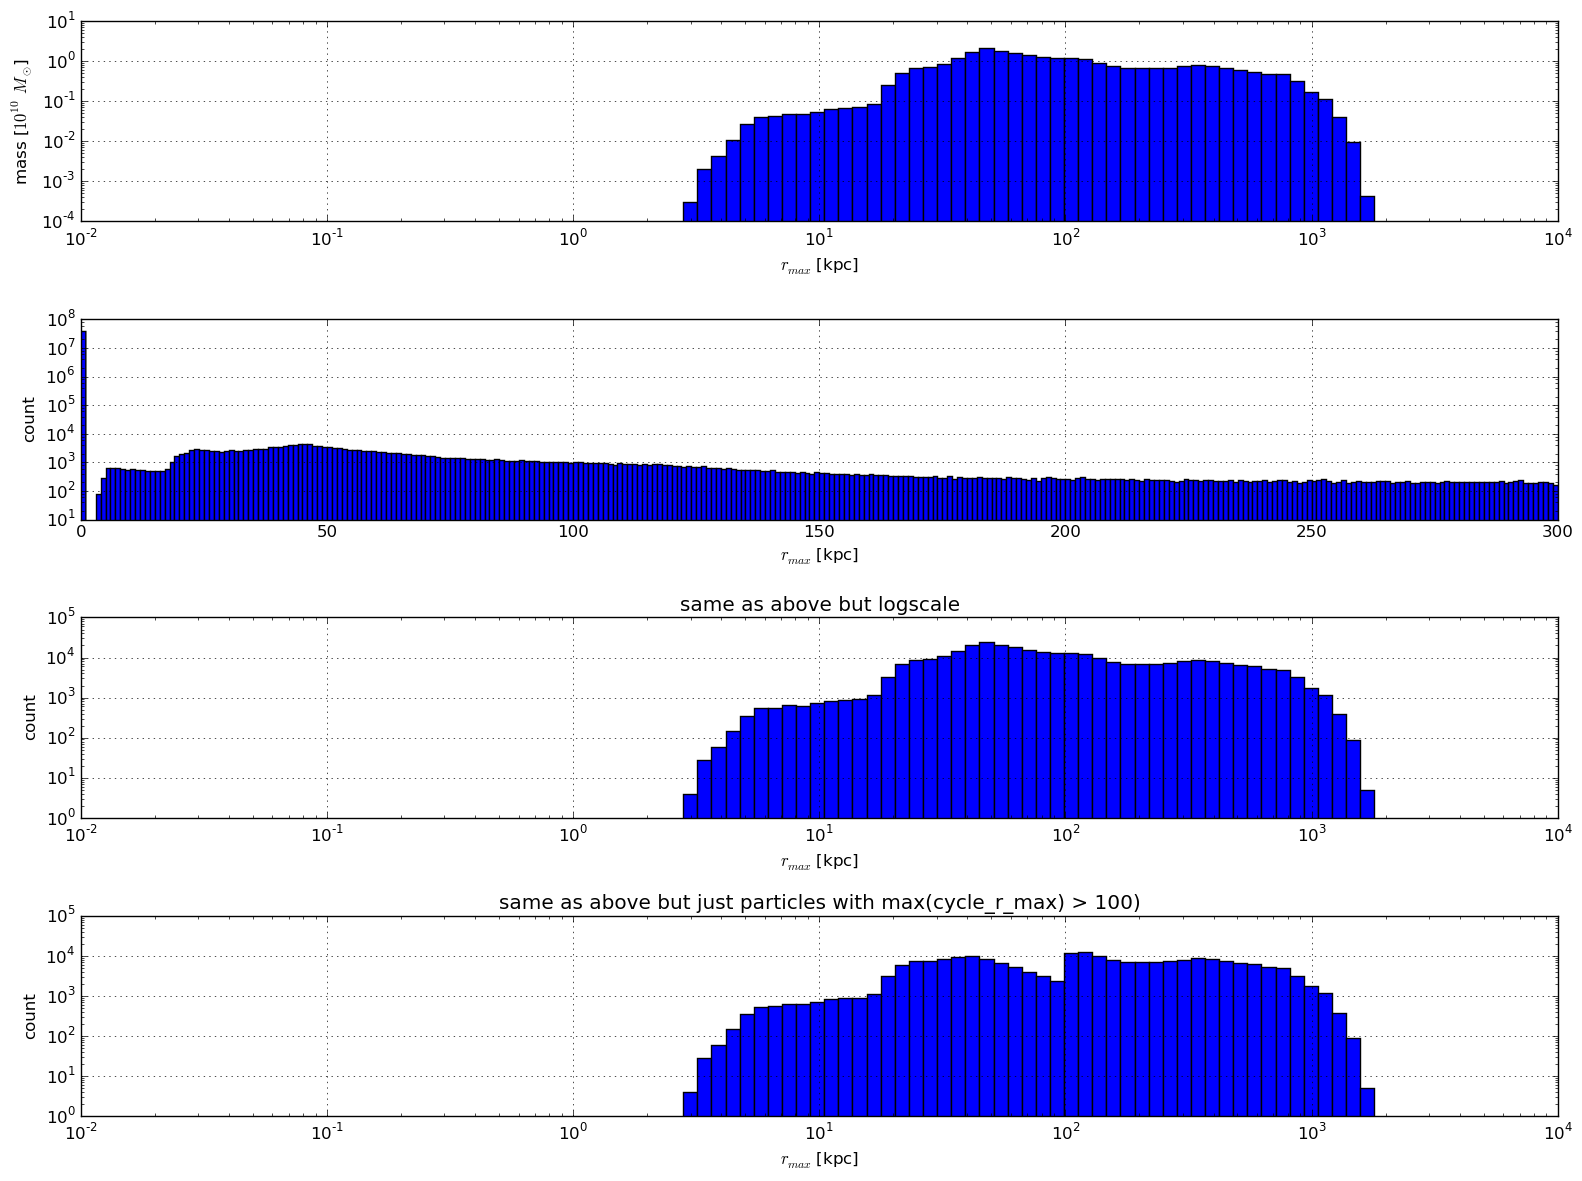 10^1
10^0
10^-1
10^-2
10^-3
10^-4
mass [10^10 M_⊙]
10^-2 10^-1 10^0 10^1 10^2 10^3 10^4
r_max [kpc]
10^8
10^7
10^6
10^5
10^4
10^3
10^2
10^1
count
0 50 100 150 200 250 300
r_max [kpc]
same as above but logscale
10^5
10^4
10^3
10^2
10^1
10^0
count
10^-2 10^-1 10^0 10^1 10^2 10^3 10^4
r_max [kpc]
same as above but just particles with max(cycle_r_max) > 100)
10^5
10^4
10^3
10^2
10^1
10^0
count
10^-2 10^-1 10^0 10^1 10^2 10^3 10^4
r_max [kpc]